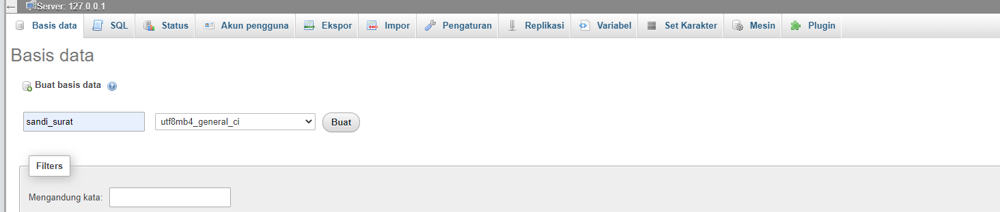 Server: 127.0.0.1
Basis data SQL Status Akun pengguna Ekspor Impor Pengaturan Replikasi Variabel Set Karakter Mesin Plugin
Basis data
Buat basis data
sandi_surat utf8mb4_general_ci Buat
Filters
Mengandung kata: